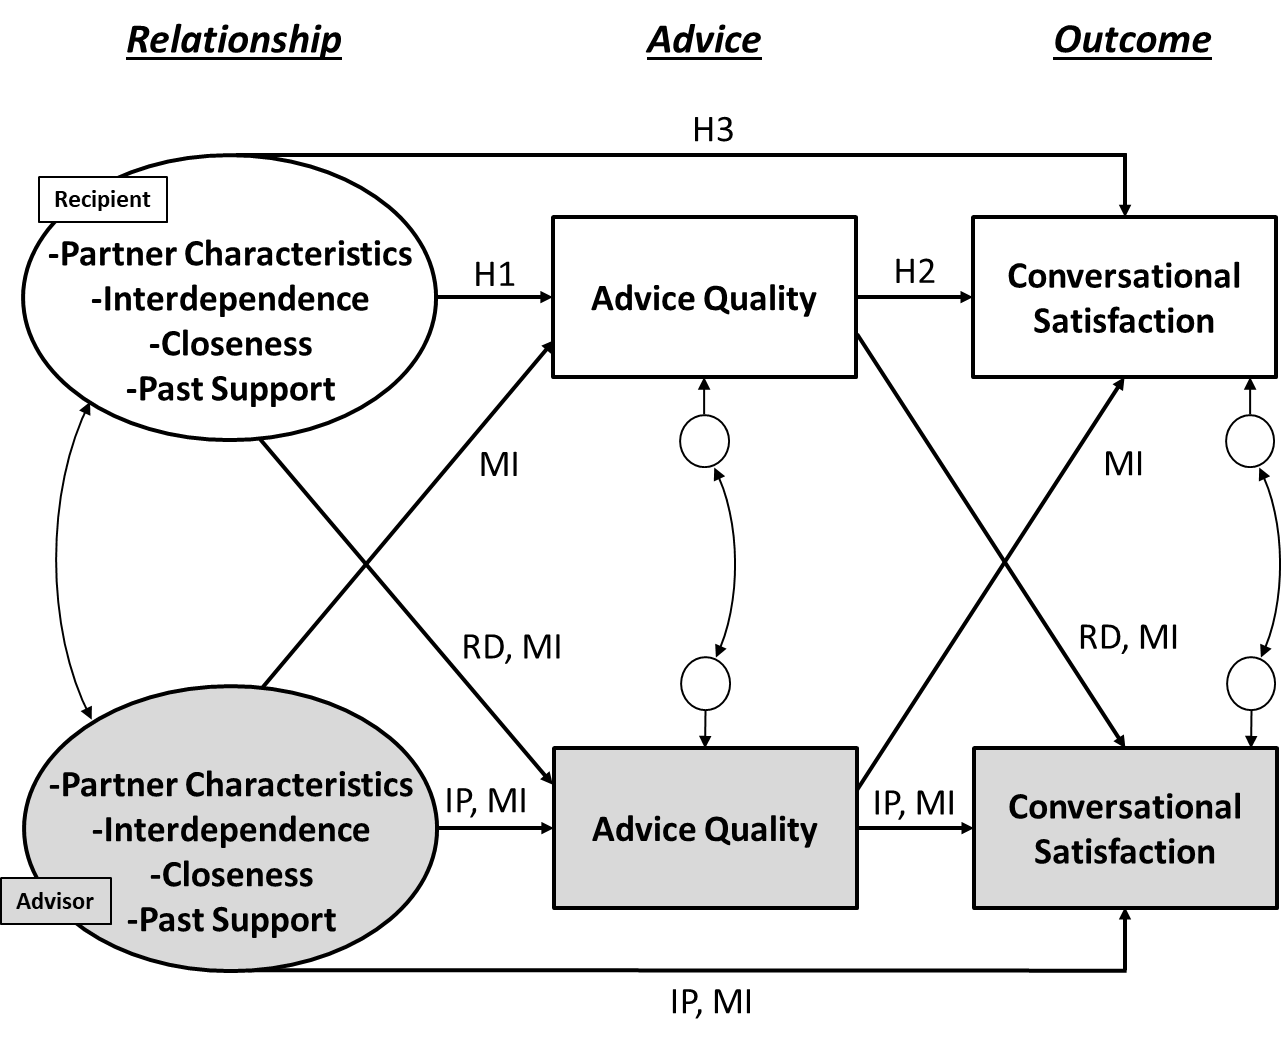 Relationship
Advice
Outcome
H3
Recipient
-Partner Characteristics
-Interdependence
-Closeness
-Past Support
H1
Advice Quality
H2
Conversational
Satisfaction
MI
MI
RD, MI
RD, MI
Advisor
-Partner Characteristics
-Interdependence
-Closeness
-Past Support
IP, MI
Advice Quality
IP, MI
Conversational
Satisfaction
IP, MI